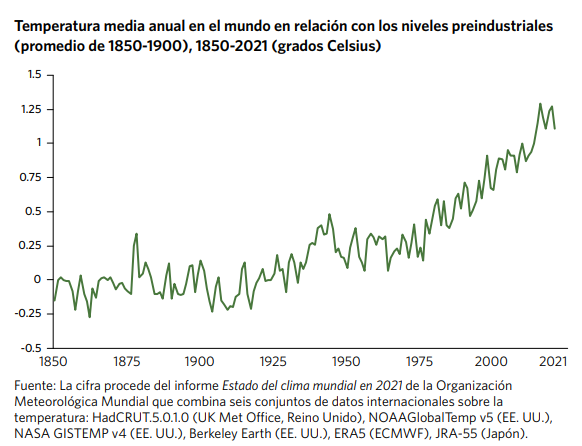 Temperatura media anual en el mundo en relación con los niveles preindustriales
(promedio de 1850-1900), 1850-2021 (grados Celsius)
1.5
1.25
1
0.75
0.5
0.25
0
-0.25
-0.5
1850 1875 1900 1925 1950 1975 2000 2021
Fuente: La cifra procede del informe Estado del clima mundial en 2021 de la Organización
Meteorológica Mundial que combina seis conjuntos de datos internacionales sobre la
temperatura: HadCRUT.5.0.1.0 (UK Met Office, Reino Unido), NOAAGlobalTemp v5 (EE. UU.),
NASA GISTEMP v4 (EE. UU.), Berkeley Earth (EE. UU.), ERA5 (ECMWF), JRA-55 (Japón).